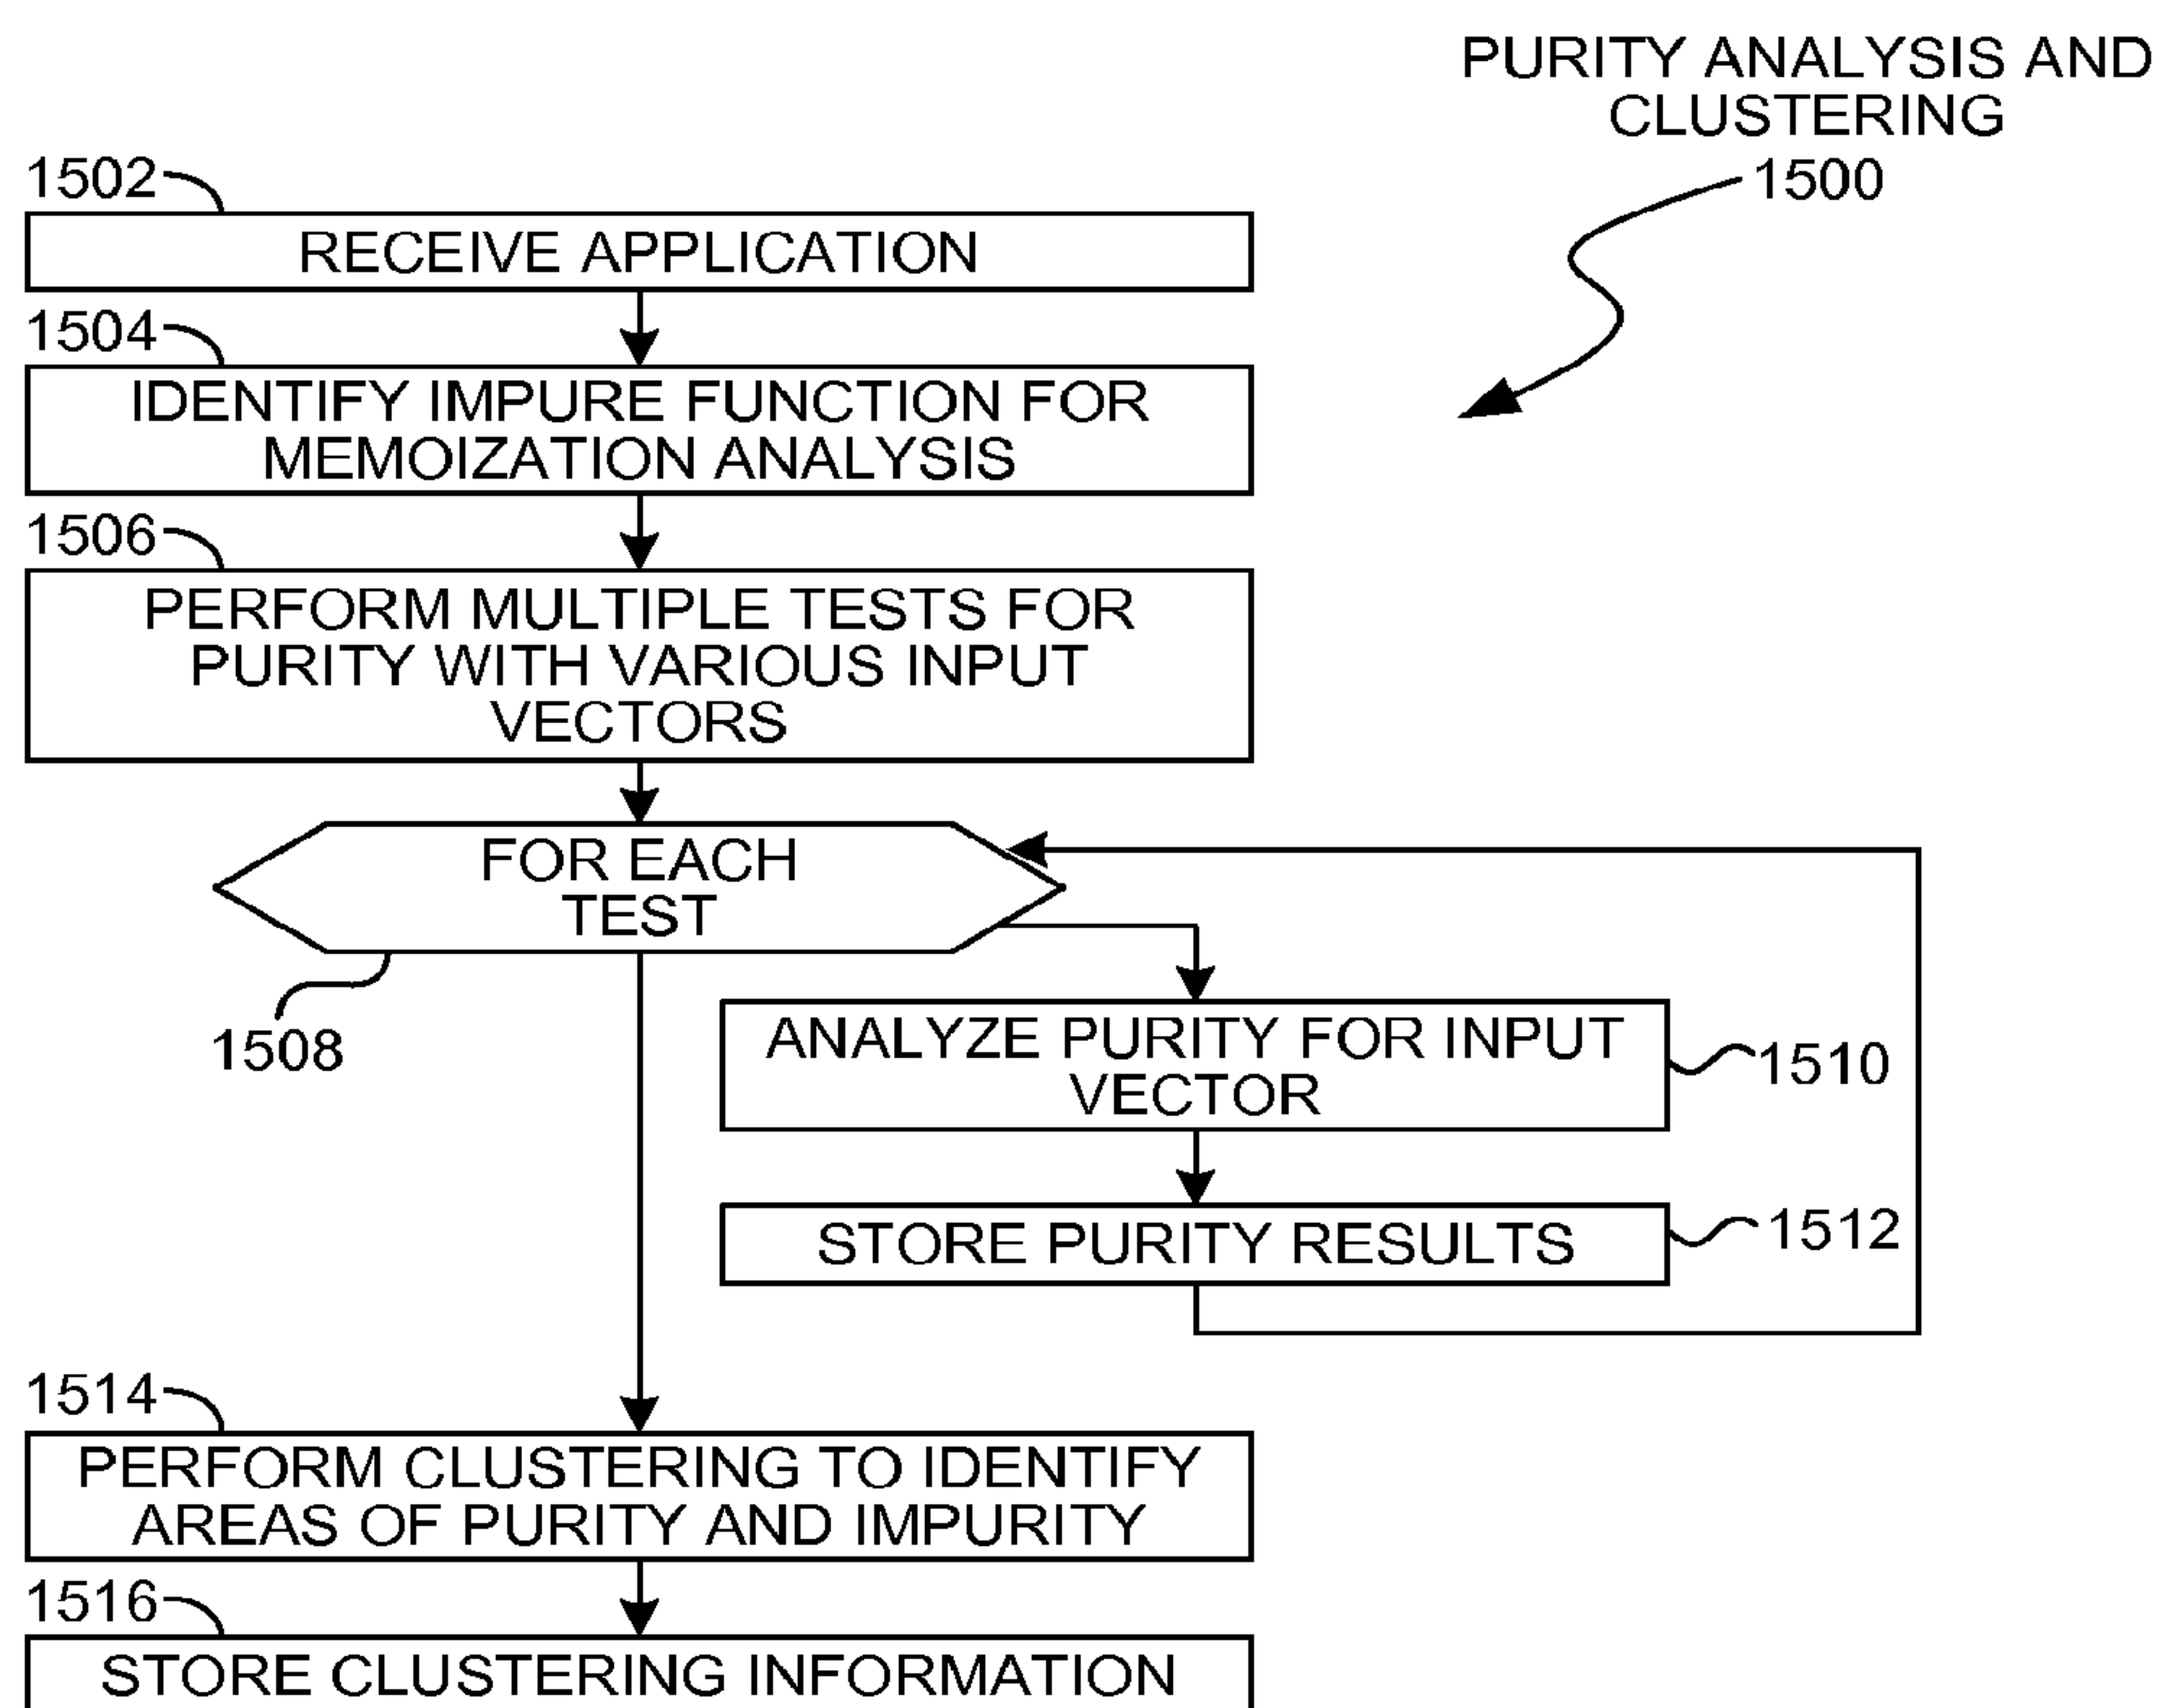 PURITY ANALYSIS AND
CLUSTERING
1500
1502
RECEIVE APPLICATION
1504
IDENTIFY IMPURE FUNCTION FOR
MEMOIZATION ANALYSIS
1506
PERFORM MULTIPLE TESTS FOR
PURITY WITH VARIOUS INPUT
VECTORS
FOR EACH
TEST
1508
ANALYZE PURITY FOR INPUT
VECTOR
1510
STORE PURITY RESULTS
1512
1514
PERFORM CLUSTERING TO IDENTIFY
AREAS OF PURITY AND IMPURITY
1516
STORE CLUSTERING INFORMATION